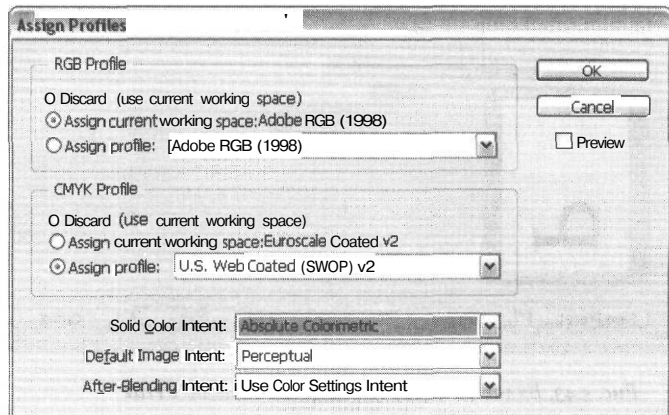 Assign Profiles
RGB Profile
O Discard (use current working space)
Assign current working space: Adobe RGB (1998)
Assign profile: [Adobe RGB (1998)
OK
Cancel
Preview
CMYK Profile
O Discard (use current working space)
Assign current working space: Euroscale Coated v2
Assign profile: U.S. Web Coated (SWOP) v2
Solid Color Intent: Absolute Colorimetric
Default Image Intent: Perceptual
After-Blending Intent: i Use Color Settings Intent